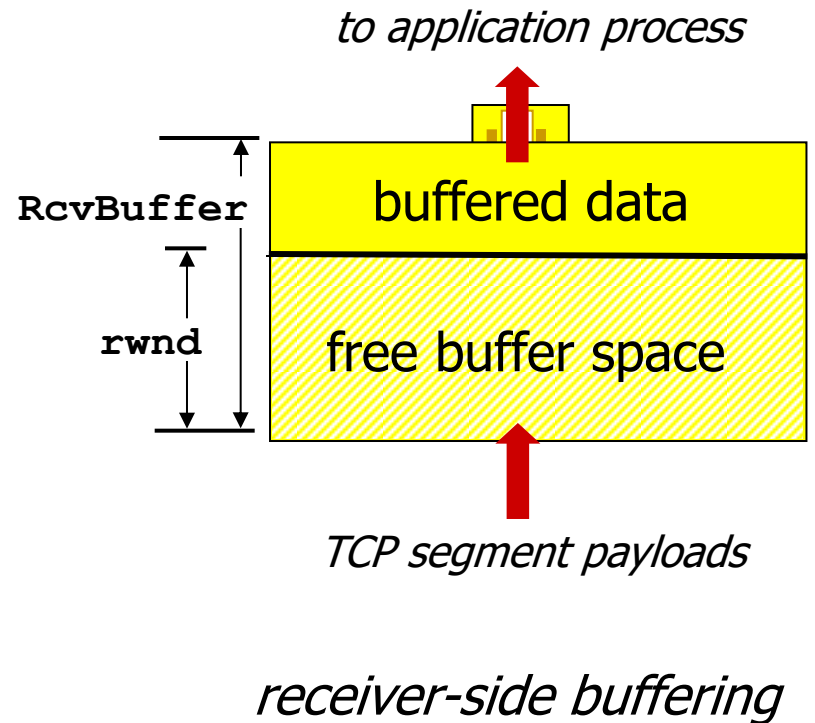 to application process
RcvBuffer
buffered data
rwnd
free buffer space
TCP segment payloads
receiver-side buffering